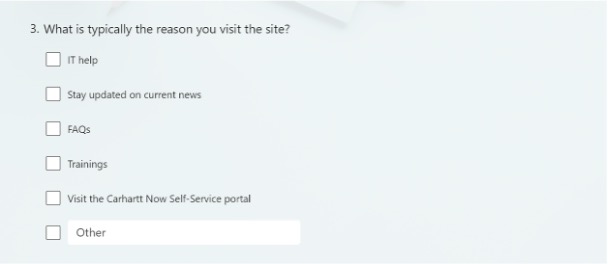 3. What is typically the reason you visit the site?
IT help
Stay updated on current news
FAQs
Trainings
Visit the Carhartt Now Self-Service portal
Other